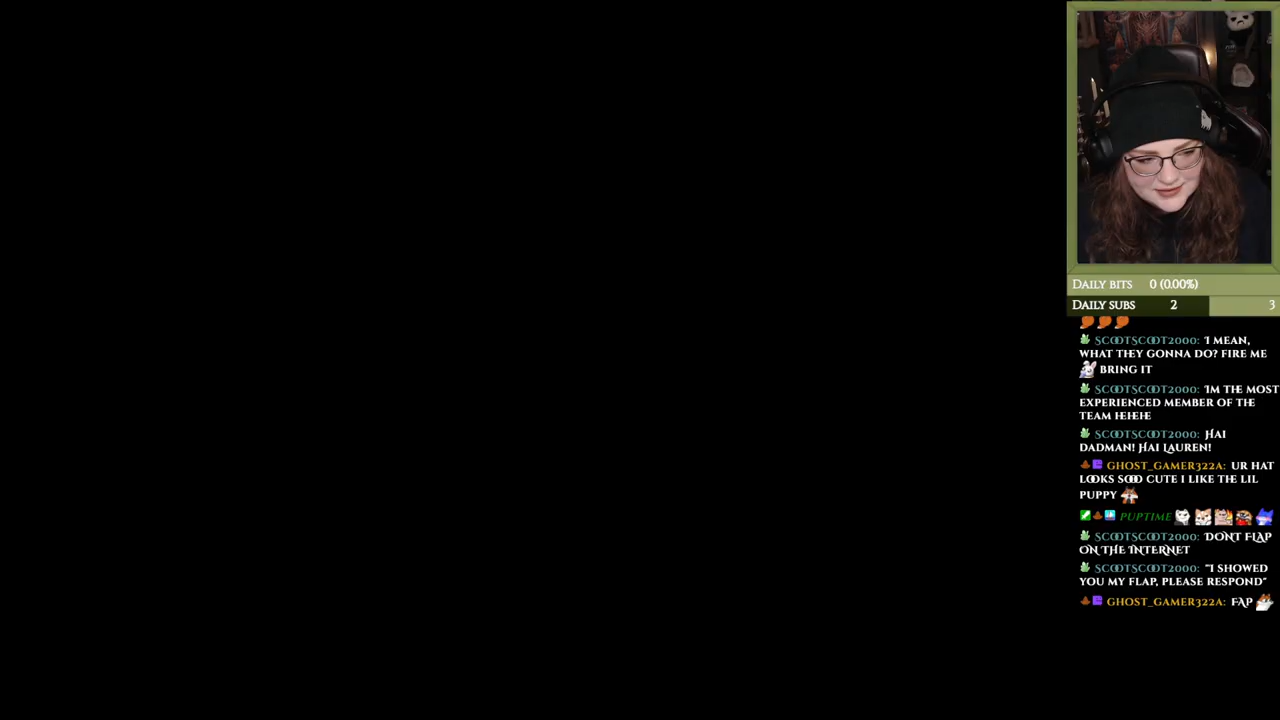 DAILY BITS 0 (0.00%)
DAILY SUBS 2 3
SCOOTSCOOT2000: 'I MEAN,
WHAT THEY GONNA DO? FIRE ME
BRING IT
SCOOTSCOOT2000: 'IM THE MOST
EXPERIENCED MEMBER OF THE
TEAM HEHEHE
SCOOTSCOOT2000: HAI
DADMAN! HAI LAUREN!
GHOST_GAMER322A: UR HAT
LOOKS SOO CUTE I LIKE THE LIL
PUPPY
PUPTIME
SCOOTSCOOT2000: DON'T FLAP
ON THE INTERNET
SCOOTSCOOT2000: "I SHOWED
YOU MY FLAP, PLEASE RESPOND"
GHOST_GAMER322A: FAP